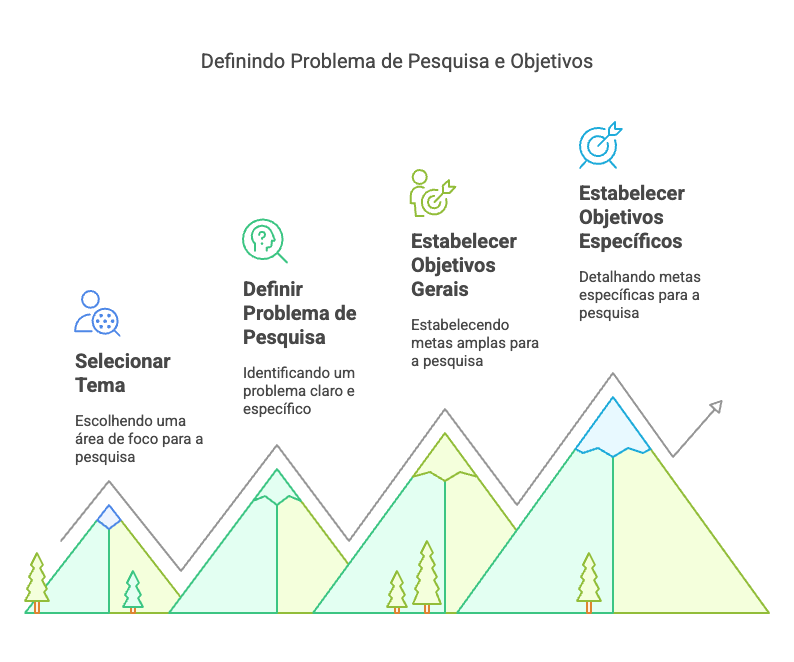 Definindo Problema de Pesquisa e Objetivos
Estabelecer
Objetivos
Específicos
Detalhando metas
específicas para a
pesquisa
Estabelecer
Objetivos
Gerais
Estabelecendo
metas amplas para
a pesquisa
Definir
Problema de
Pesquisa
Identificando um
problema claro e
específico
Selecionar
Tema
Escolhendo uma
área de foco para a
pesquisa
?